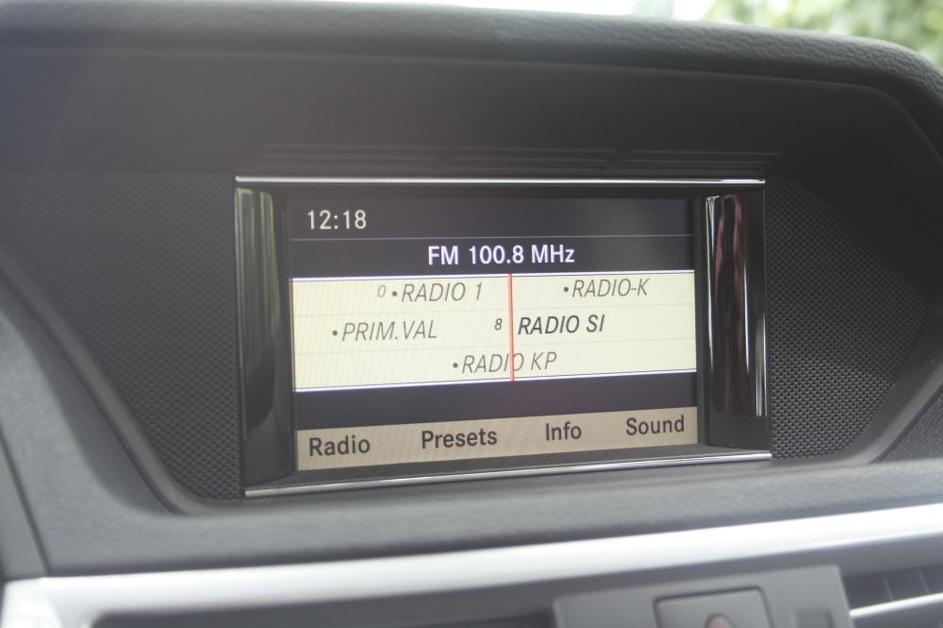 12:18
FM 100.8 MHz
0 •RADIO 1 •RADIO-K
•PRIM.VAL 8 RADIO SI
•RADIO KP
Radio Presets Info Sound